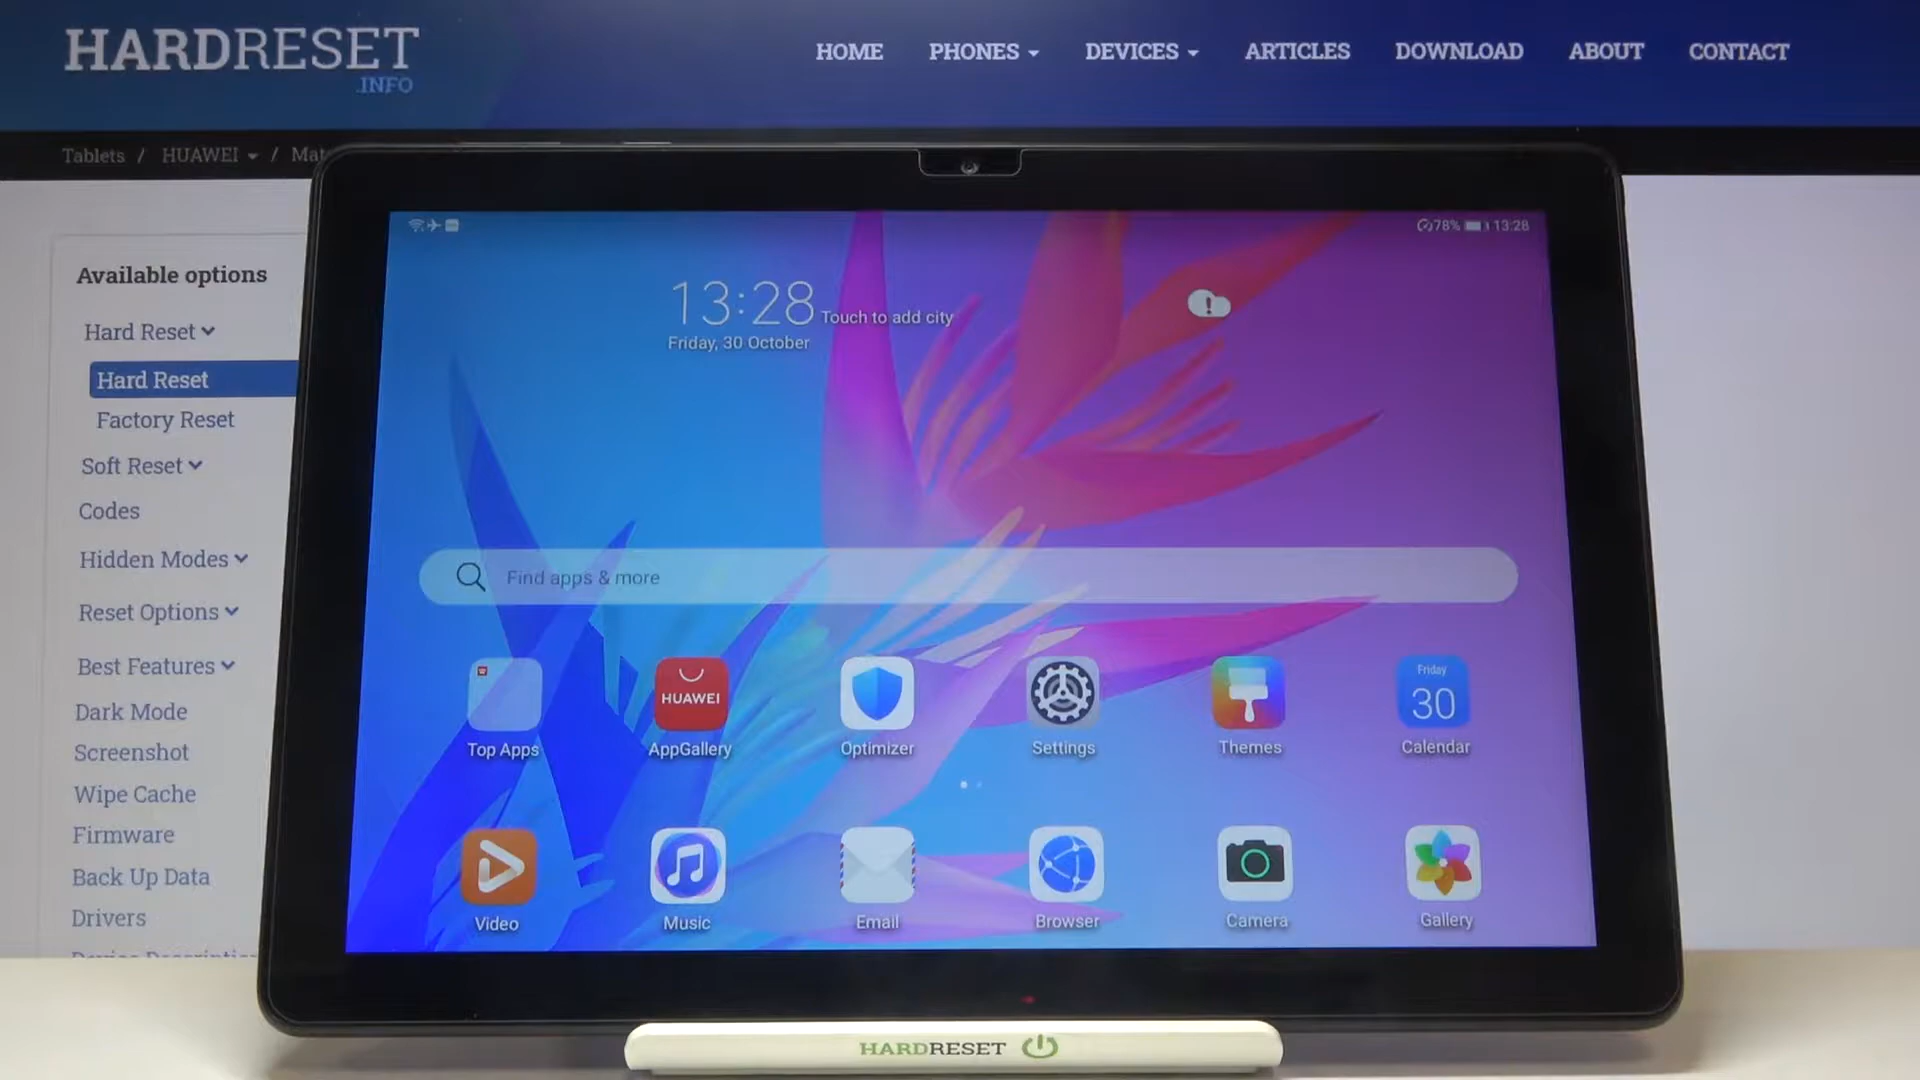 HARDRESET
.INFO
HOME PHONES DEVICES ARTICLES DOWNLOAD ABOUT CONTACT
Tablets / HUAWEI /
Available options
Hard Reset
Hard Reset
Factory Reset
Soft Reset
Codes
Hidden Modes
Reset Options
Best Features
Dark Mode
Screenshot
Wipe Cache
Firmware
Back Up Data
Drivers
78% 13:28
13:28 Touch to add city
Friday, 30 October
Find apps & more
HUAWEI
Friday
30
Top Apps AppGallery Optimizer Settings Themes Calendar
Video Music Email Browser Camera Gallery
HARDRESET